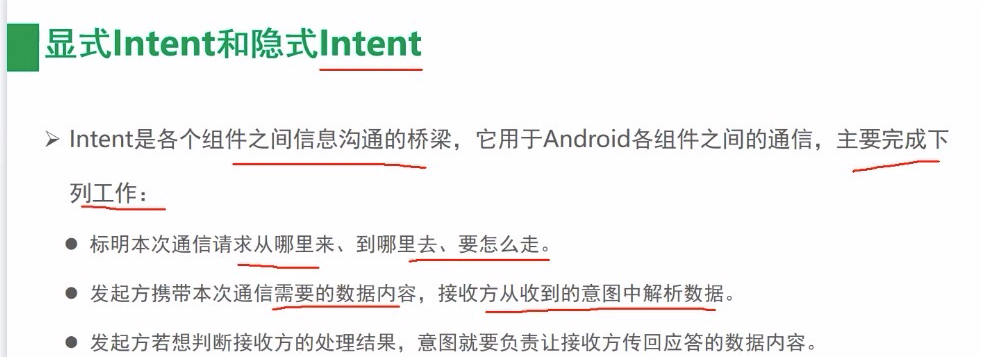 显式Intent和隐式Intent
➢ Intent是各个组件之间信息沟通的桥梁，它用于Android各组件之间的通信，主要完成下
列工作：
● 标明本次通信请求从哪里来、到哪里去、要怎么走。
● 发起方携带本次通信需要的数据内容，接收方从收到的意图中解析数据。
● 发起方若想判断接收方的处理结果，意图就要负责让接收方传回应答的数据内容。